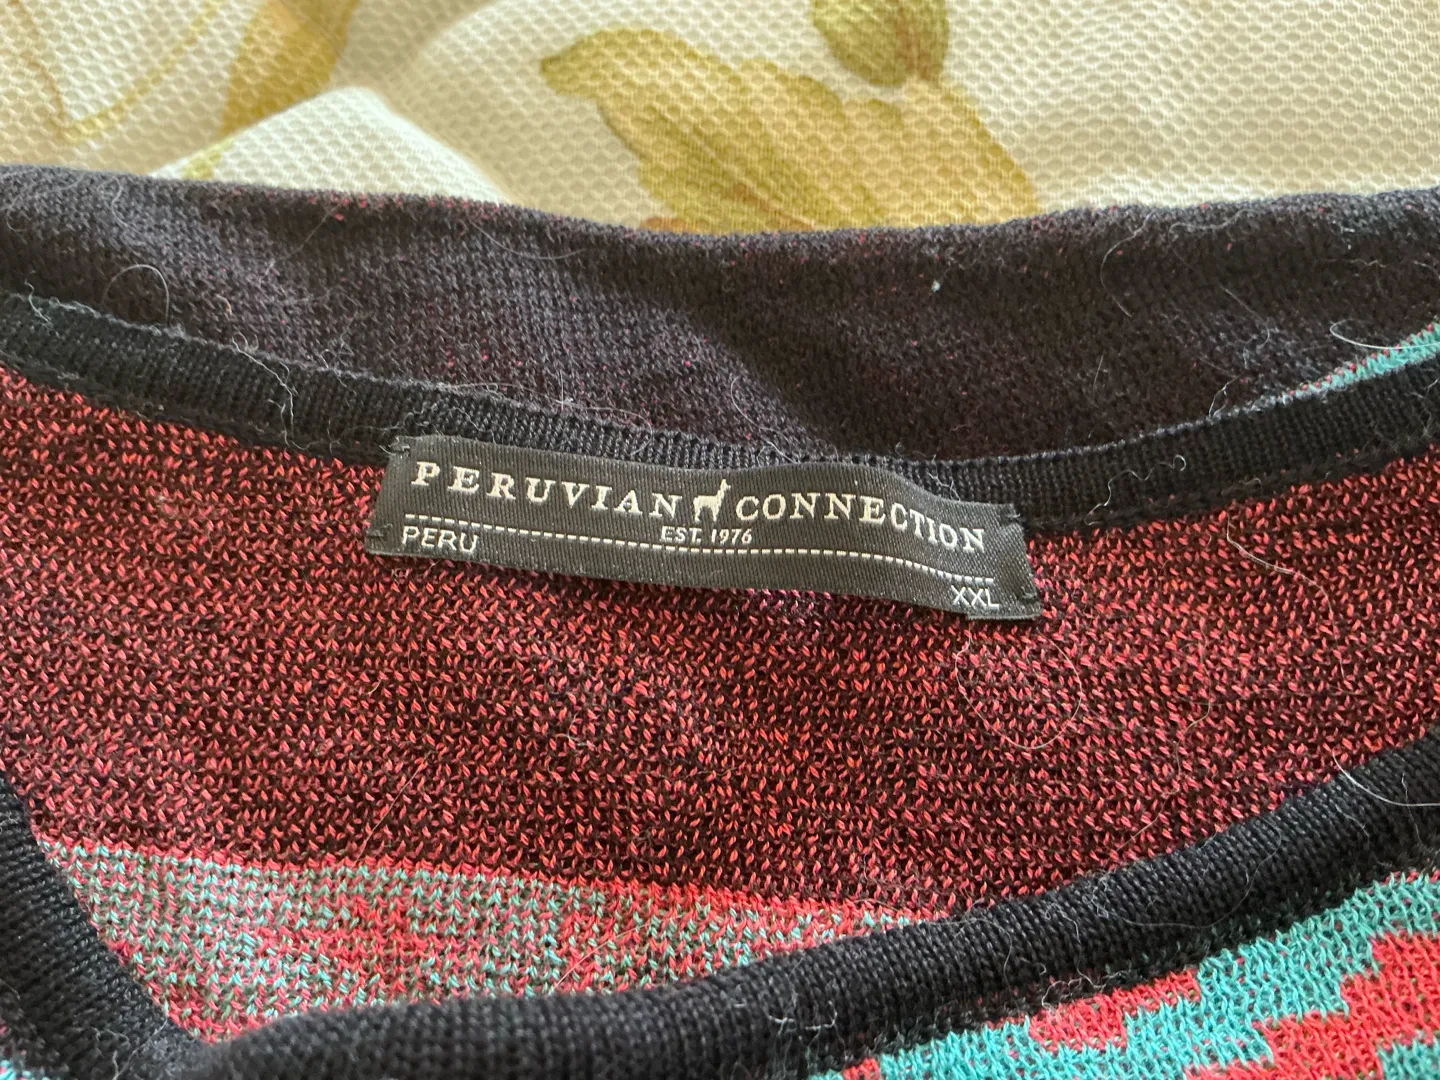 PERUVIAN CONNECTION
EST. 1976
PERU
XXL